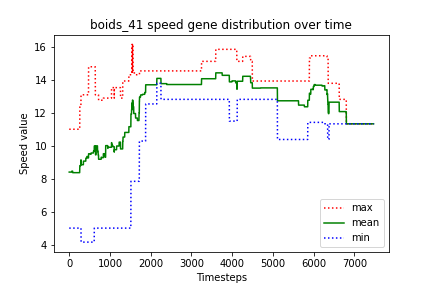 boids_41 speed gene distribution over time
Speed value
16
14
12
10
8
6
4
max
mean
min
0 1000 2000 3000 4000 5000 6000 7000
Timesteps